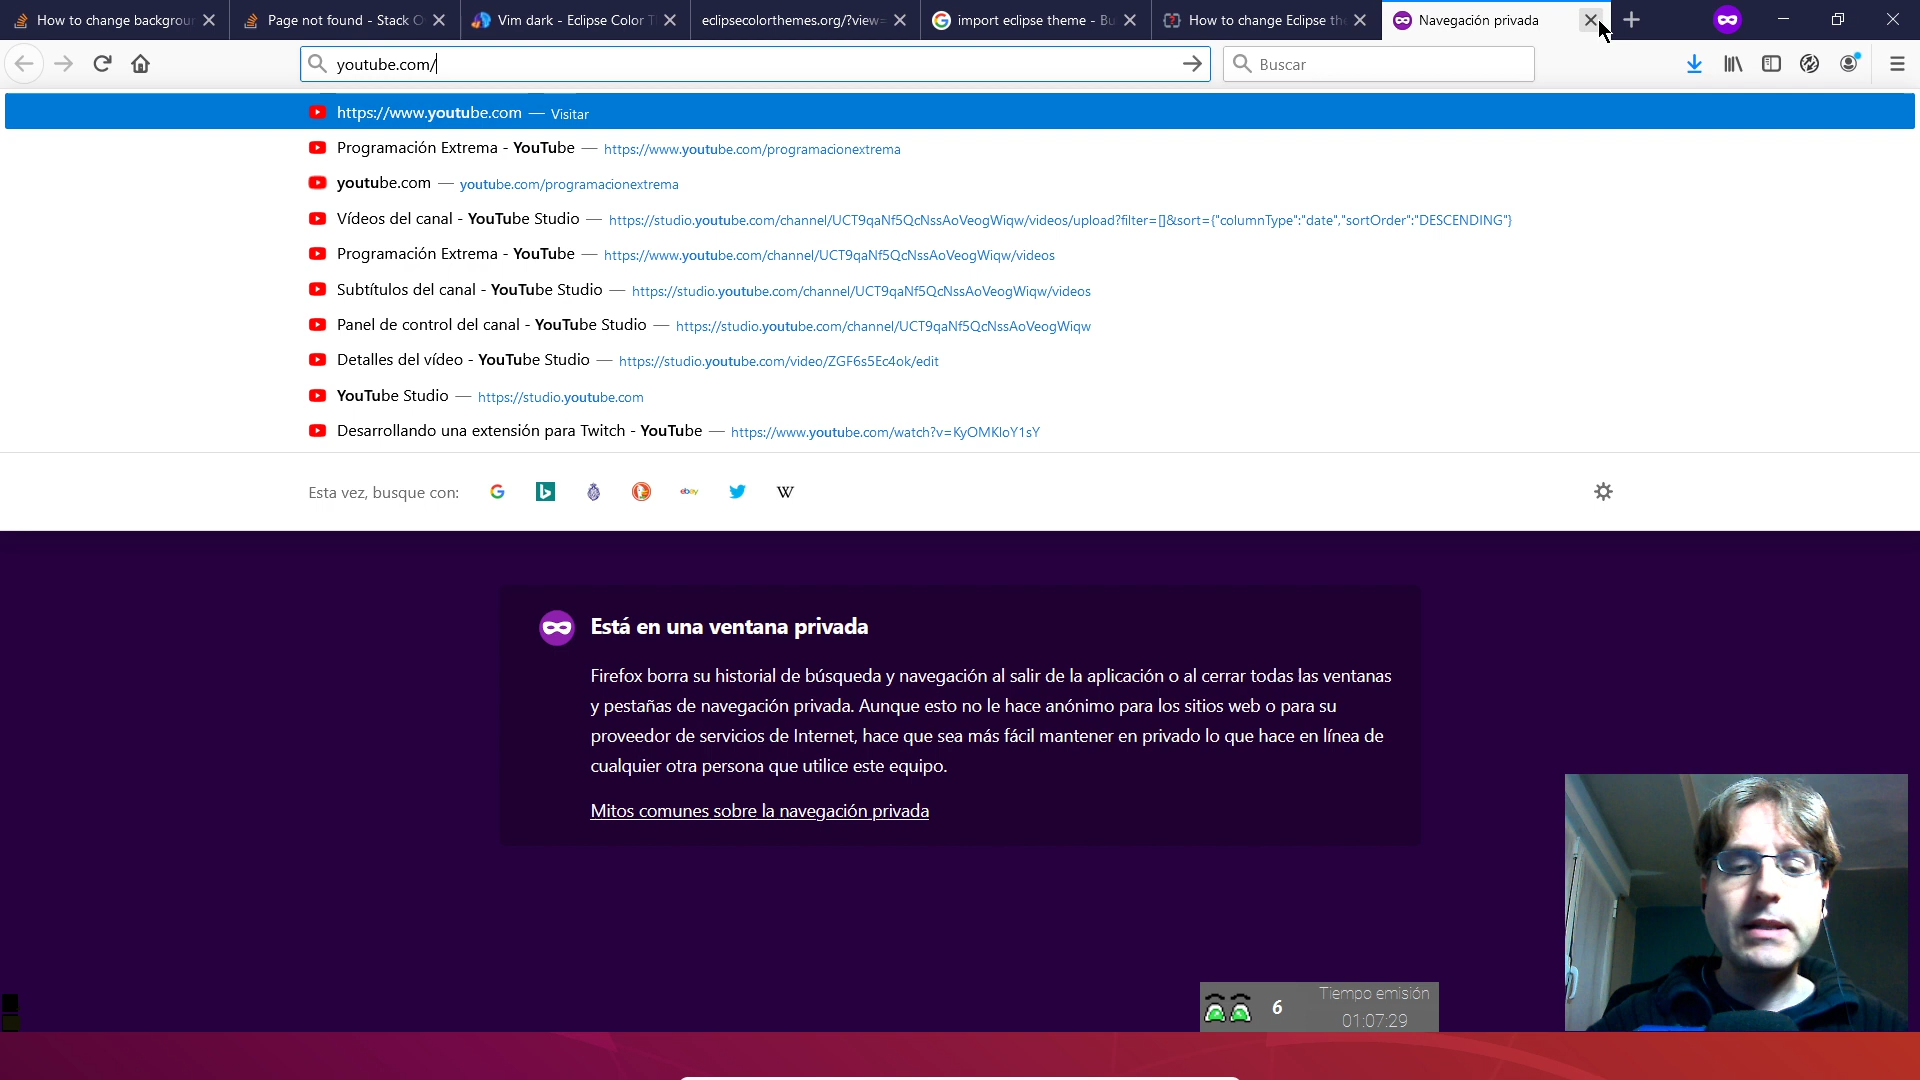 How to change backgrour
Page not found - Stack O
Vim dark - Eclipse Color T
eclipsecolorthemes.org/?view=
import eclipse theme - Bu
How to change Eclipse the
Navegación privada
youtube.com/
Buscar
https://www.youtube.com — Visitar
Programación Extrema - YouTube — https://www.youtube.com/programacionextrema
youtube.com — youtube.com/programacionextrema
Vídeos del canal - YouTube Studio — https://studio.youtube.com/channel/UCT9qaNf5QcNssAoVeogWiqw/videos/upload?filter=[]&sort={"columnType":"date","sortOrder":"DESCENDING"}
Programación Extrema - YouTube — https://www.youtube.com/channel/UCT9qaNf5QcNssAoVeogWiqw/videos
Subtítulos del canal - YouTube Studio — https://studio.youtube.com/channel/UCT9qaNf5QcNssAoVeogWiqw/videos
Panel de control del canal - YouTube Studio — https://studio.youtube.com/channel/UCT9qaNf5QcNssAoVeogWiqw
Detalles del vídeo - YouTube Studio — https://studio.youtube.com/video/ZGF6s5Ec4ok/edit
YouTube Studio — https://studio.youtube.com
Desarrollando una extensión para Twitch - YouTube — https://www.youtube.com/watch?v=KyOMKloY1sY
Esta vez, busque con:
ebay
W
Está en una ventana privada
Firefox borra su historial de búsqueda y navegación al salir de la aplicación o al cerrar todas las ventanas
y pestañas de navegación privada. Aunque esto no le hace anónimo para los sitios web o para su
proveedor de servicios de Internet, hace que sea más fácil mantener en privado lo que hace en línea de
cualquier otra persona que utilice este equipo.
Mitos comunes sobre la navegación privada
6
Tiempo emisión
01:07:29